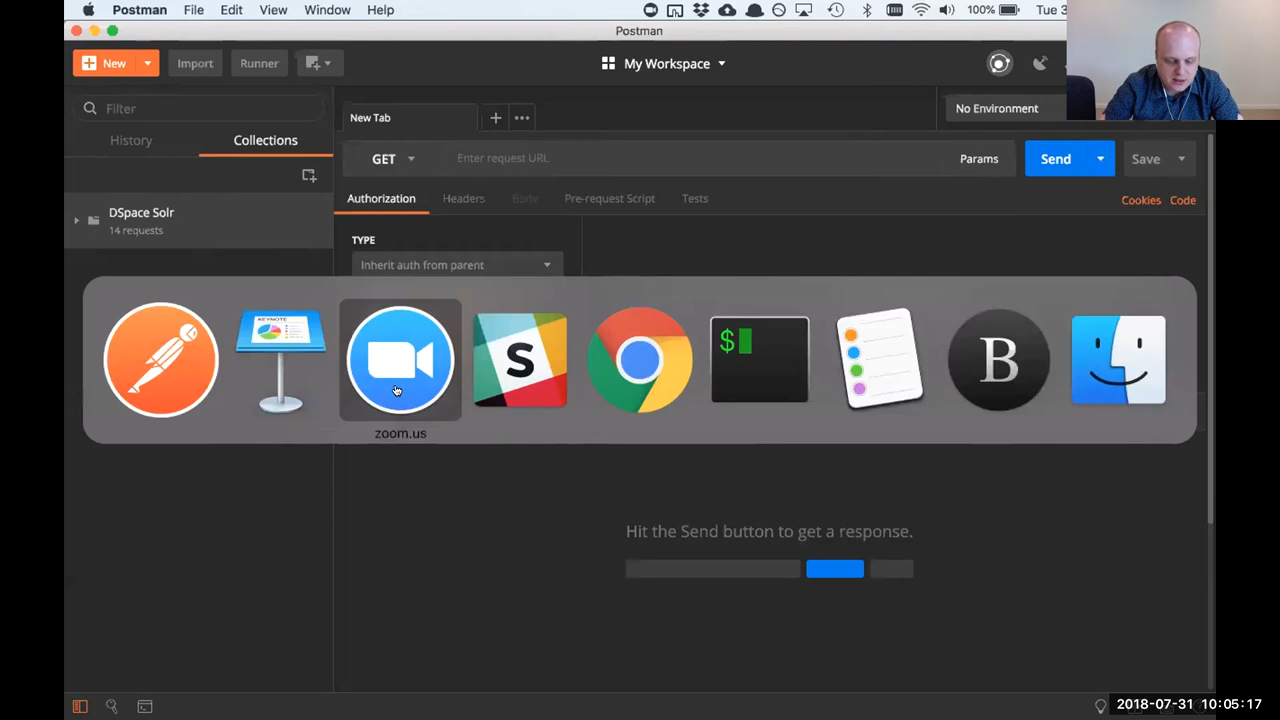 Postman File Edit View Window Help 100% Tue 3
Postman
New Import Runner My Workspace
Filter
History Collections
New Tab
No Environment
GET Enter request URL Params Send Save
Authorization Headers Body Pre-request Script Tests Cookies Code
DSpace Solr
14 requests
TYPE
Inherit auth from parent
KEYNOTE
S
$
B
zoom.us
Hit the Send button to get a response.
2018-07-31 10:05:17